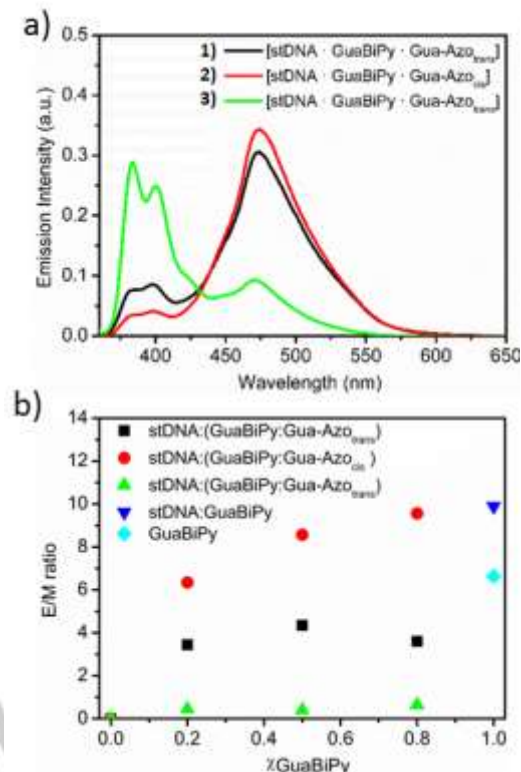 a)
1) [stDNA · GuaBiPy · Gua-Azotrans]
2) [stDNA · GuaBiPy · Gua-Azocis]
3) [stDNA · GuaBiPy · Gua-Azotrans]
Emission Intensity (a.u.)
0.5
0.4
0.3
0.2
0.1
0.0
400 450 500 550 600 650
Wavelength (nm)
b)
stDNA:(GuaBiPy:Gua-Azotrans)
stDNA:(GuaBiPy:Gua-Azocis)
stDNA:(GuaBiPy:Gua-Azotrans)
stDNA:GuaBiPy
GuaBiPy
E/M ratio
14
12
10
8
6
4
2
0
0.0 0.2 0.4 0.6 0.8 1.0
χGuaBiPy